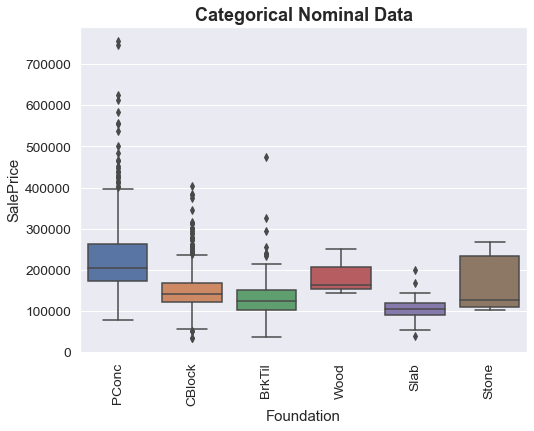 Categorical Nominal Data
SalePrice
700000
600000
500000
400000
300000
200000
100000
0
PConc
CBlock
BrkTil
Wood
Slab
Stone
Foundation